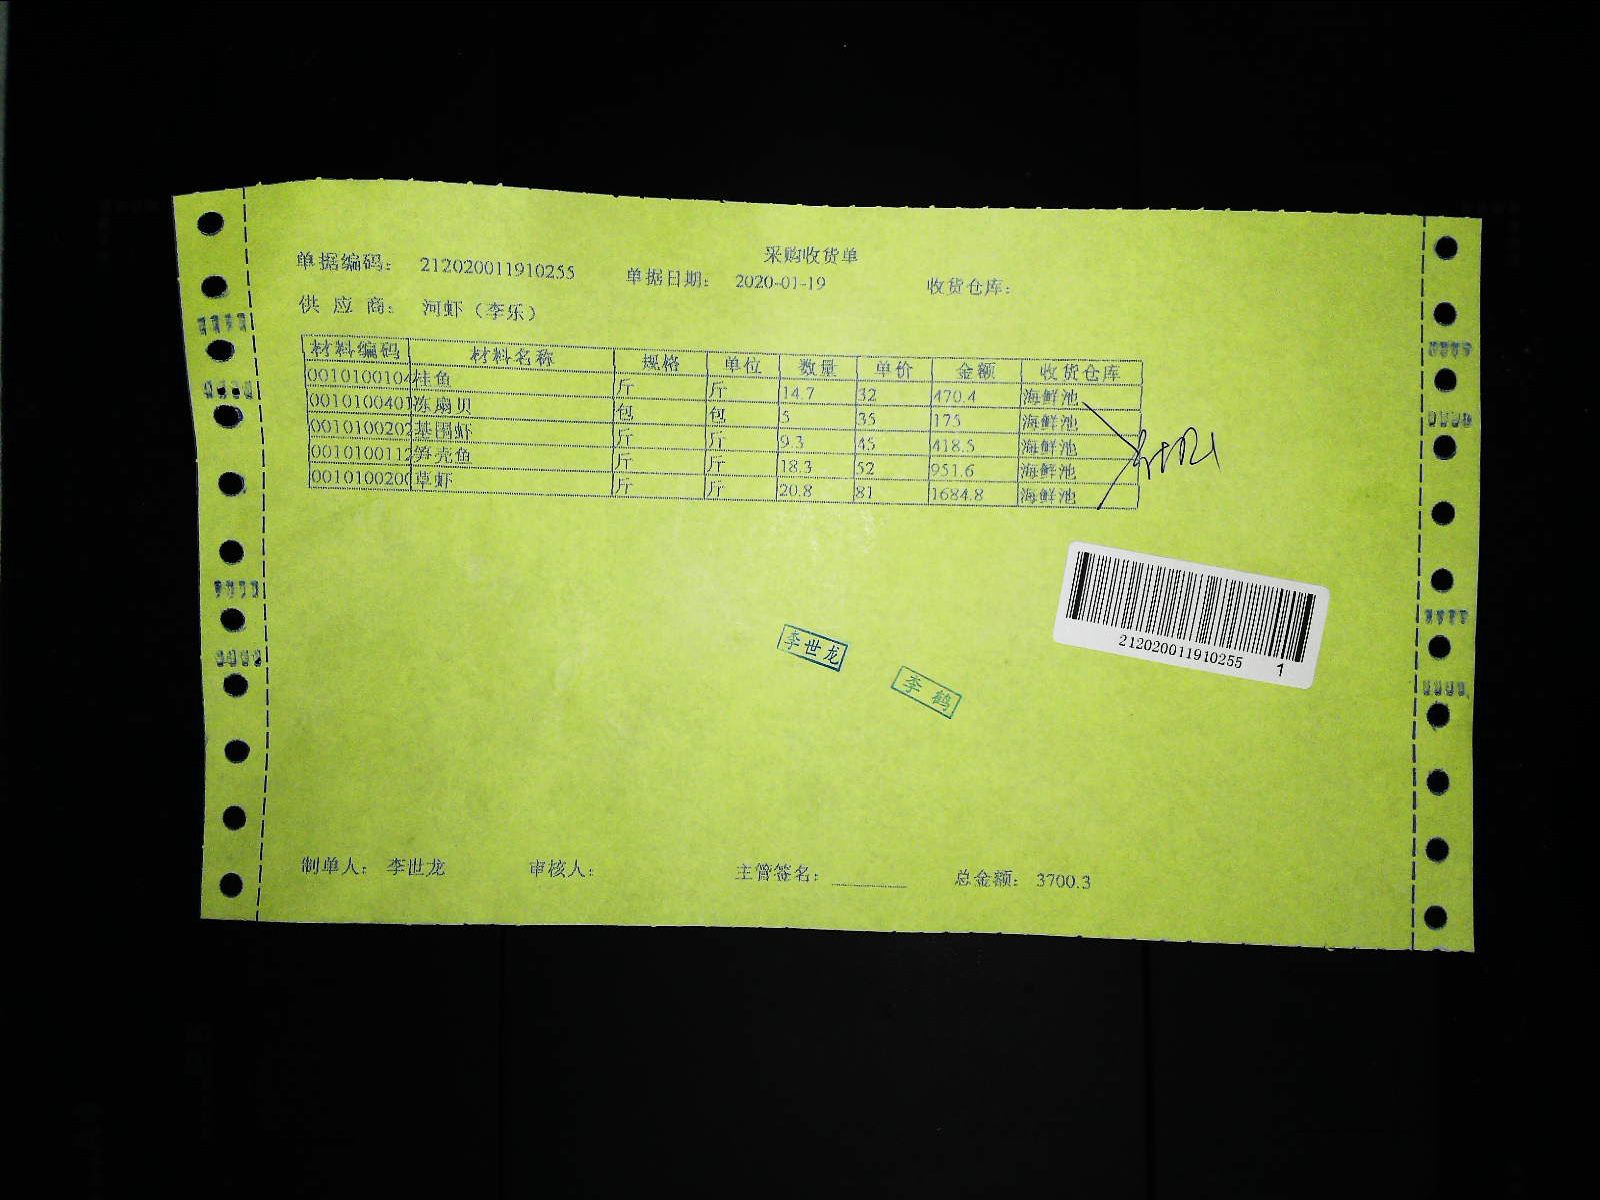 采购收货单
单据编码： 212020011910255 单据日期： 2020-01-19 收货仓库：
供 应 商： 河虾（李乐）
材料编码 材料名称 规格 单位 数量 单价 金额 收货仓库
0010100104 桂鱼 斤 斤 14.7 32 470.4 海鲜池
0010100401 冻扇贝 包 包 5 35 175 海鲜池
0010100202 基围虾 斤 斤 9.3 45 418.5 海鲜池
0010100112 笋壳鱼 斤 斤 18.3 52 951.6 海鲜池
0010100200 草虾 斤 斤 20.8 81 1684.8 海鲜池
212020011910255 1
李世龙
李鹤
制单人： 李世龙 审核人： 主管签名： 总金额： 3700.3